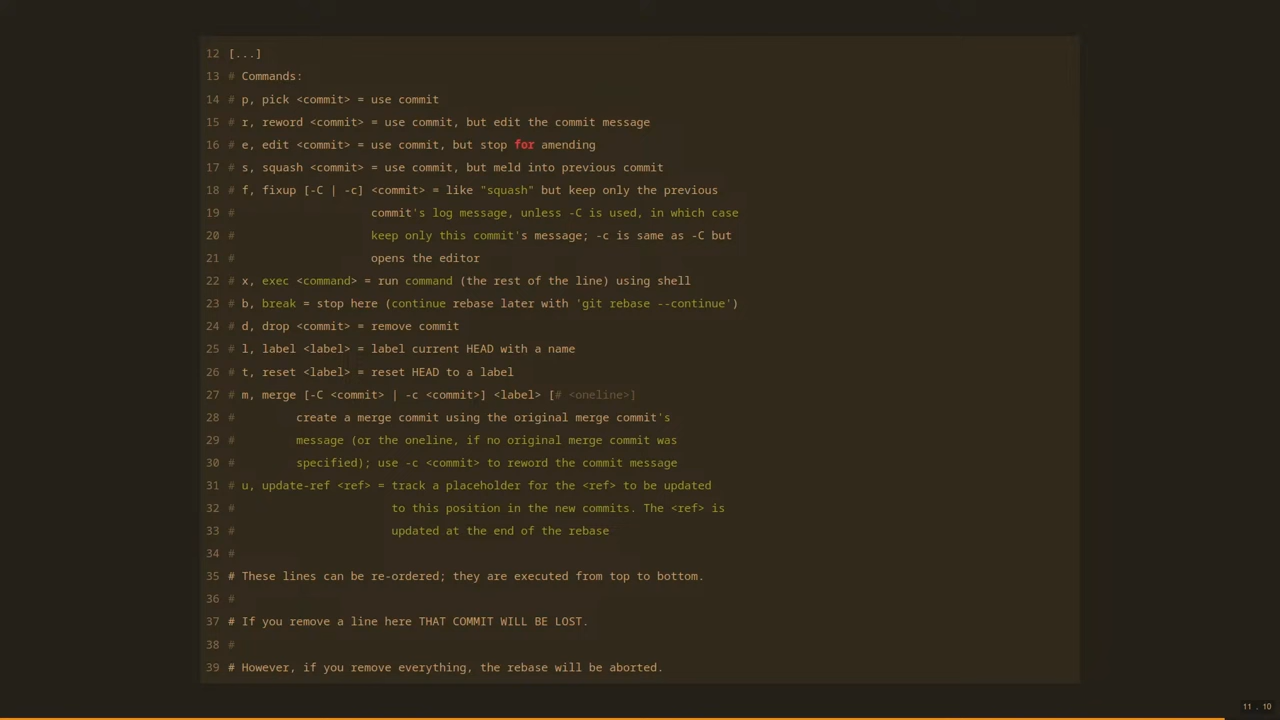 12 [...]
13 # Commands:
14 # p, pick <commit> = use commit
15 # r, reword <commit> = use commit, but edit the commit message
16 # e, edit <commit> = use commit, but stop for amending
17 # s, squash <commit> = use commit, but meld into previous commit
18 # f, fixup [-C | -c] <commit> = like "squash" but keep only the previous
19 #                    commit's log message, unless -C is used, in which case
20 #                    keep only this commit's message; -c is same as -C but
21 #                    opens the editor
22 # x, exec <command> = run command (the rest of the line) using shell
23 # b, break = stop here (continue rebase later with 'git rebase --continue')
24 # d, drop <commit> = remove commit
25 # l, label <label> = label current HEAD with a name
26 # t, reset <label> = reset HEAD to a label
27 # m, merge [-C <commit> | -c <commit>] <label> [# <oneline>]
28 #         create a merge commit using the original merge commit's
29 #         message (or the oneline, if no original merge commit was
30 #         specified); use -c <commit> to reword the commit message
31 # u, update-ref <ref> = track a placeholder for the <ref> to be updated
32 #                       to this position in the new commits. The <ref> is
33 #                       updated at the end of the rebase
34 #
35 # These lines can be re-ordered; they are executed from top to bottom.
36 #
37 # If you remove a line here THAT COMMIT WILL BE LOST.
38 #
39 # However, if you remove everything, the rebase will be aborted.
11 . 10